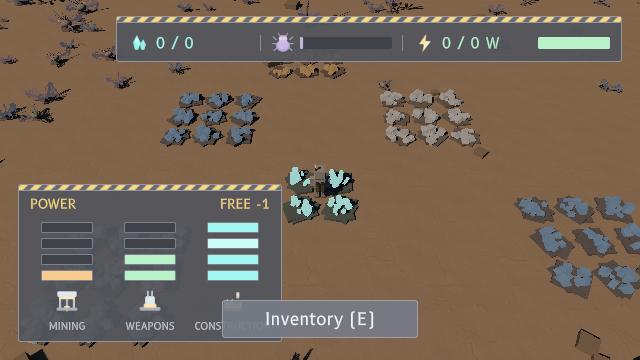 0 / 0
0 / 0 W
POWER
FREE -1
MINING
WEAPONS
Inventory [E]